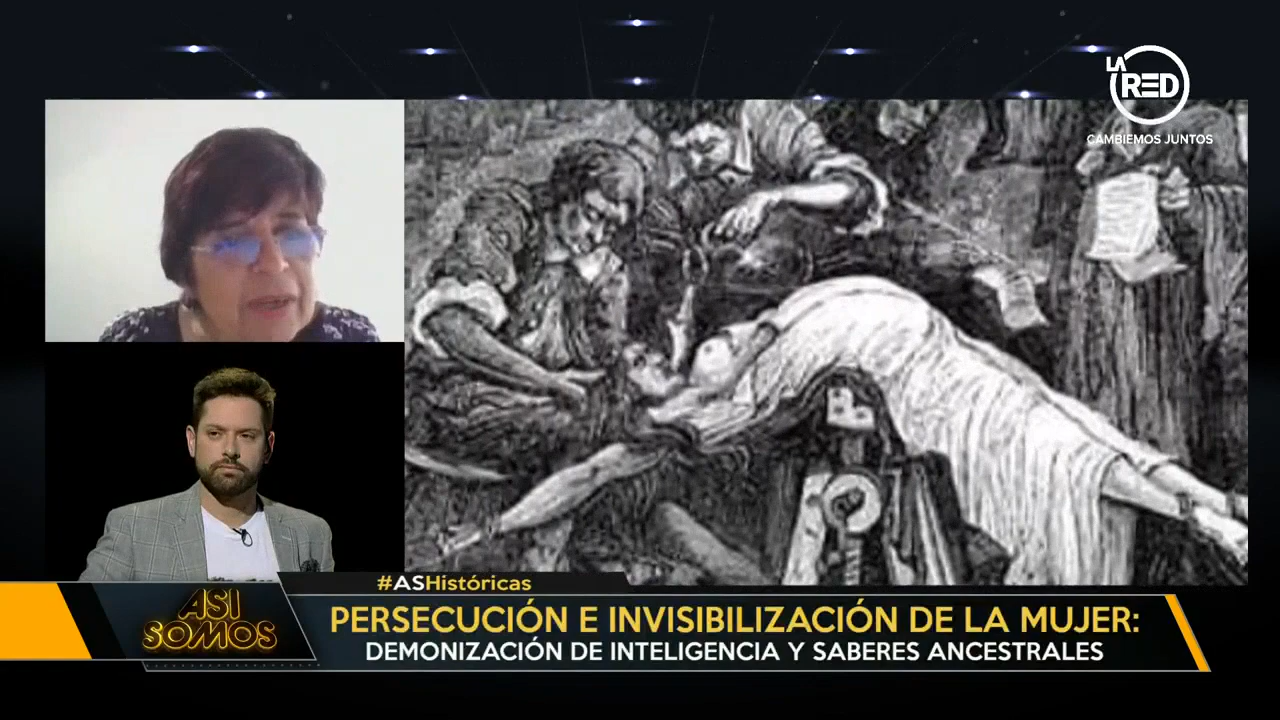 LA
RED
CAMBIEMOS JUNTOS
#ASHistóricas
ASI
SOMOS
PERSECUCIÓN E INVISIBILIZACIÓN DE LA MUJER:
DEMONIZACIÓN DE INTELIGENCIA Y SABERES ANCESTRALES